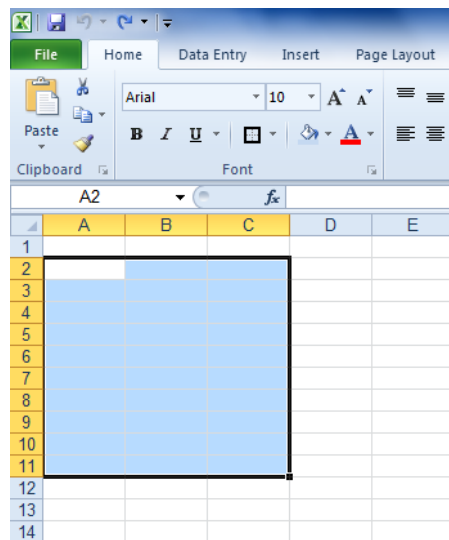 File Home Data Entry Insert Page Layout
Arial 10 A A
Paste
B I U A
Clipboard Font
A2 fx
A B C D E
1
2
3
4
5
6
7
8
9
10
11
12
13
14